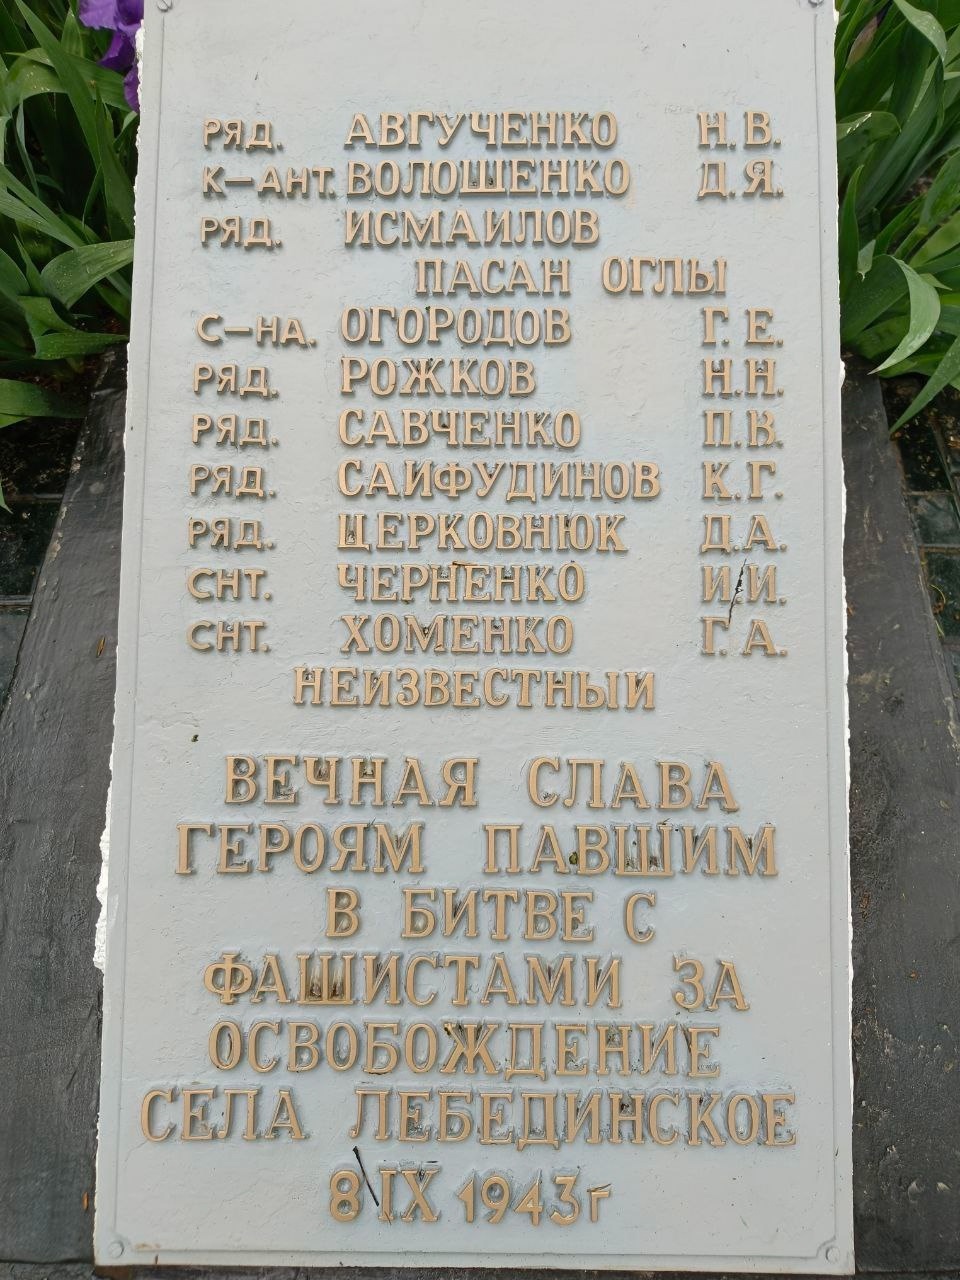 РЯД. АВГУЧЕНКО Н.В.
К-АНТ. ВОЛОШЕНКО Д.Я.
РЯД. ИСМАИЛОВ
ПАСАН ОГЛЫ
С-НА. ОГОРОДОВ Г.Е.
РЯД. РОЖКОВ Н.Н.
РЯД. САВЧЕНКО П.В.
РЯД. САИФУДИНОВ К.Г.
РЯД. ЦЕРКОВНЮК Д.А.
СНТ. ЧЕРНЕНКО И.И.
СНТ. ХОМЕНКО Г.А.
НЕИЗВЕСТНЫЙ
ВЕЧНАЯ СЛАВА
ГЕРОЯМ ПАВШИМ
В БИТВЕ С
ФАШИСТАМИ ЗА
ОСВОБОЖДЕНИЕ
СЕЛА ЛЕБЕДИНСКОЕ
8 IX 1943г